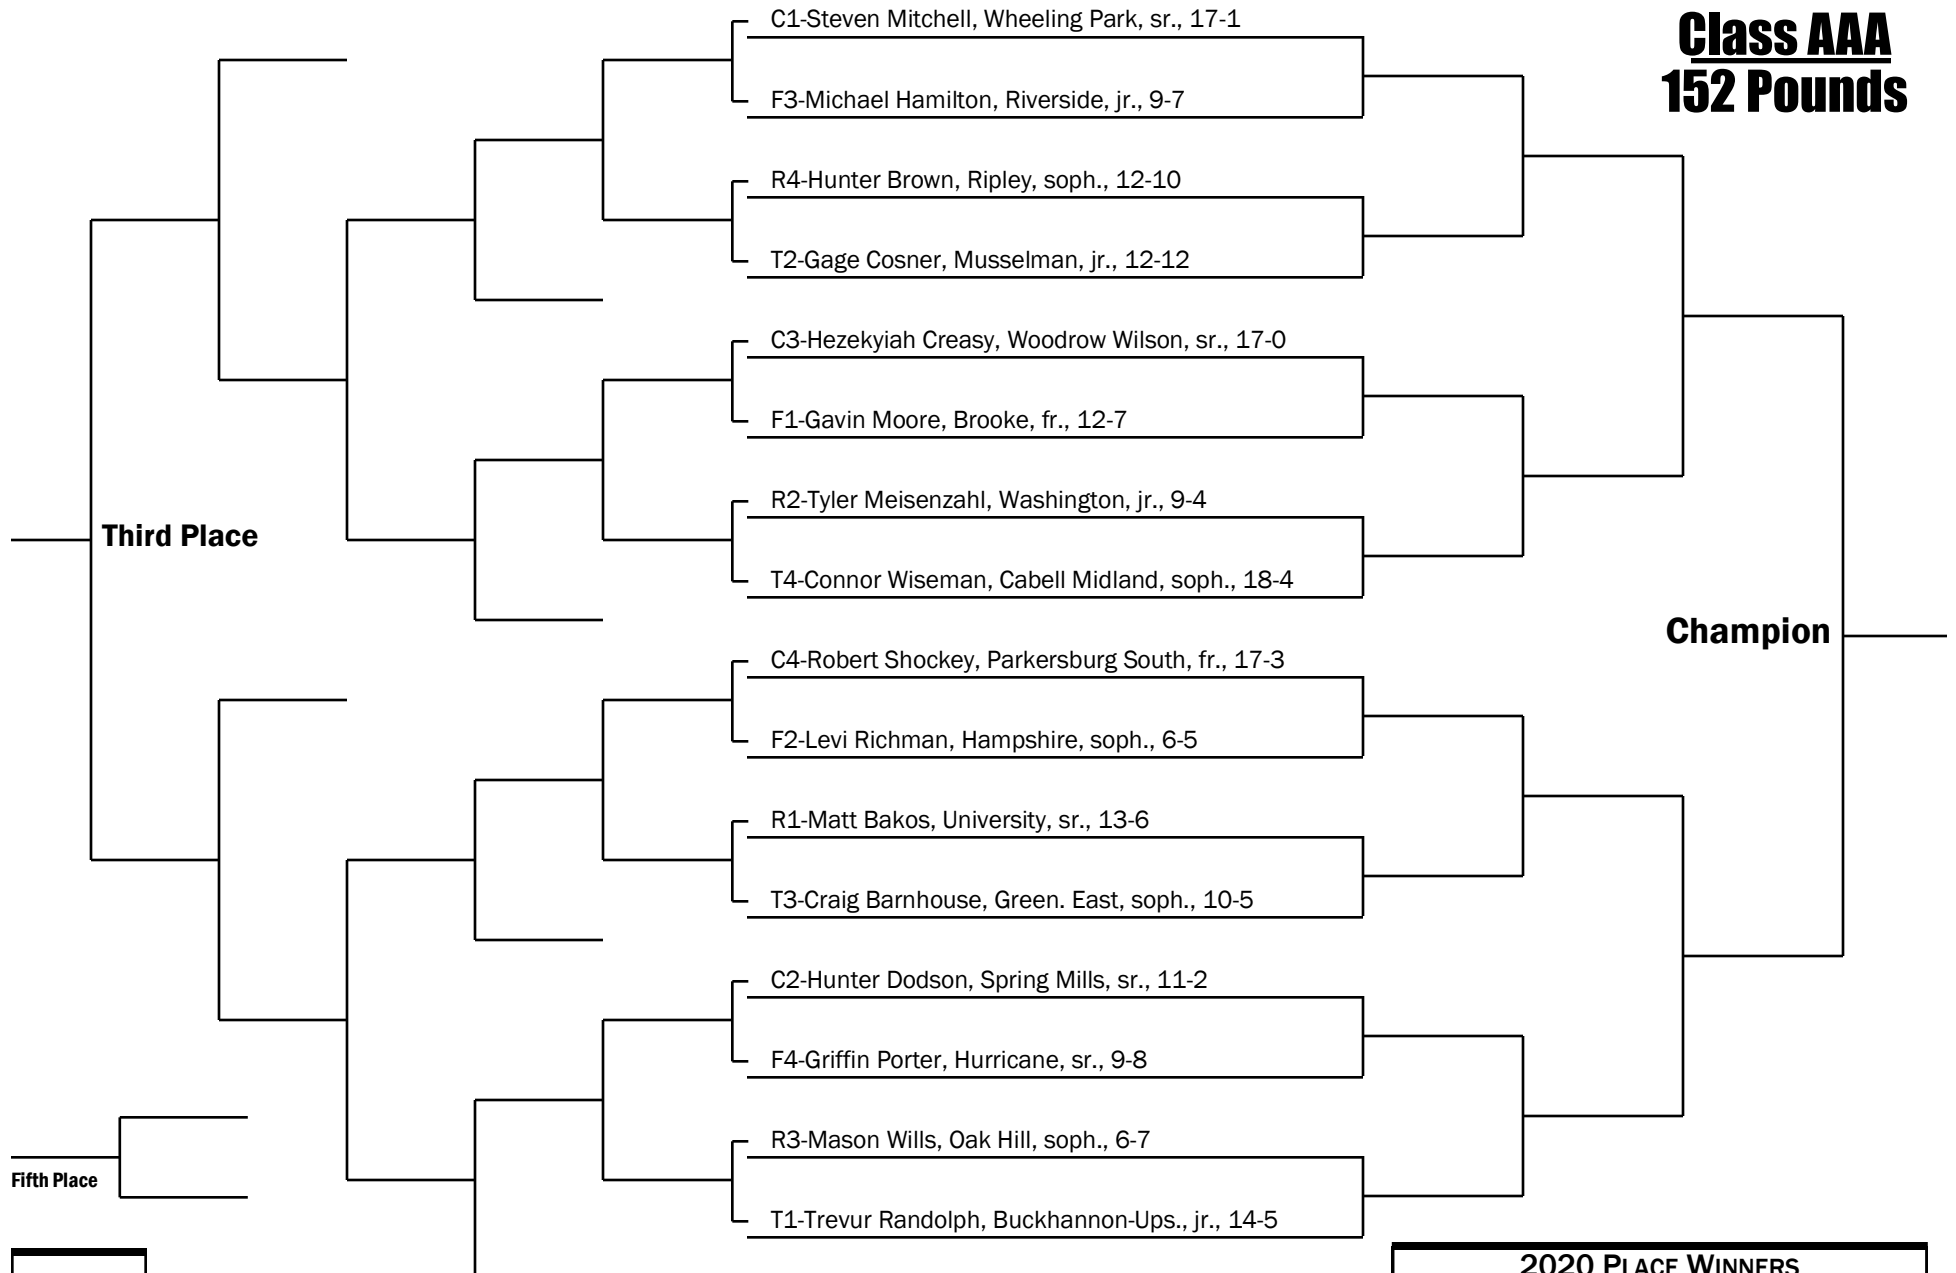 Class AAA
152 Pounds
C1-Steven Mitchell, Wheeling Park, sr., 17-1
F3-Michael Hamilton, Riverside, jr., 9-7
R4-Hunter Brown, Ripley, soph., 12-10
T2-Gage Cosner, Musselman, jr., 12-12
C3-Hezekyiah Creasy, Woodrow Wilson, sr., 17-0
F1-Gavin Moore, Brooke, fr., 12-7
R2-Tyler Meisenzahl, Washington, jr., 9-4
Third Place
T4-Connor Wiseman, Cabell Midland, soph., 18-4
Champion
C4-Robert Shockey, Parkersburg South, fr., 17-3
F2-Levi Richman, Hampshire, soph., 6-5
R1-Matt Bakos, University, sr., 13-6
T3-Craig Barnhouse, Green. East, soph., 10-5
C2-Hunter Dodson, Spring Mills, sr., 11-2
F4-Griffin Porter, Hurricane, sr., 9-8
R3-Mason Wills, Oak Hill, soph., 6-7
Fifth Place
T1-Trevur Randolph, Buckhannon-Ups., jr., 14-5
2020 PLACE WINNERS